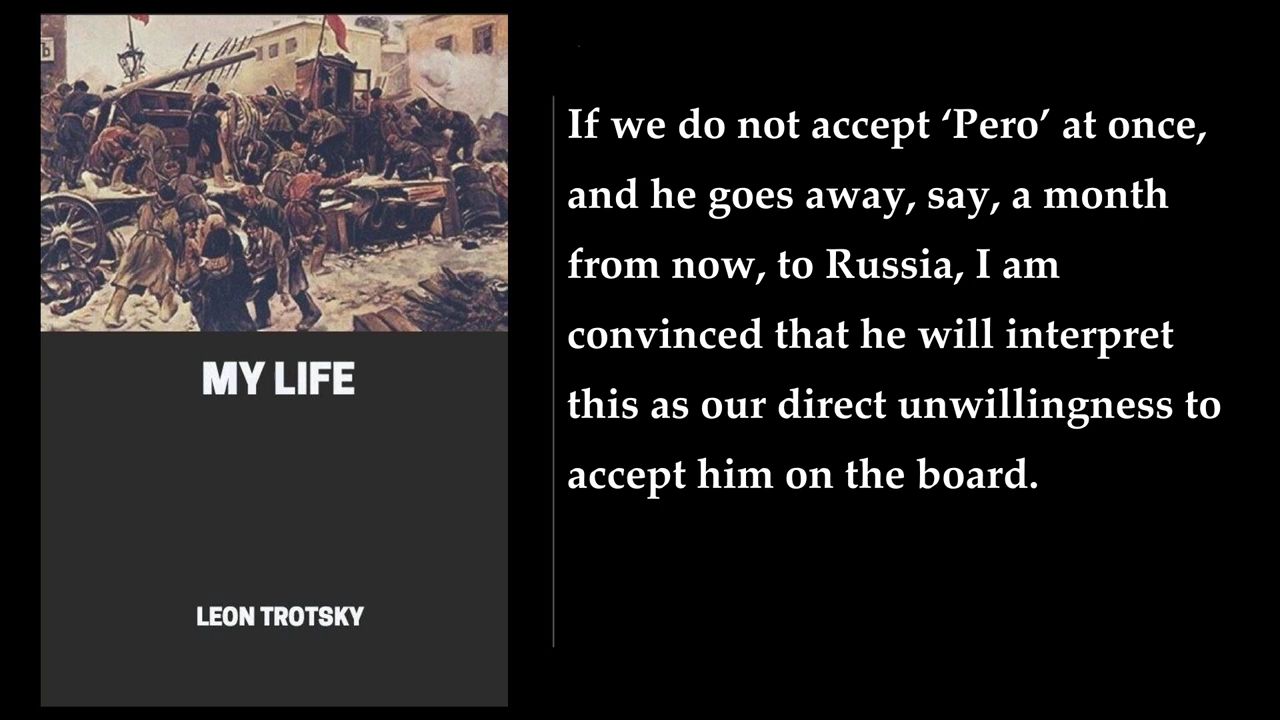 MY LIFE
LEON TROTSKY
If we do not accept ‘Pero’ at once,
and he goes away, say, a month
from now, to Russia, I am
convinced that he will interpret
this as our direct unwillingness to
accept him on the board.